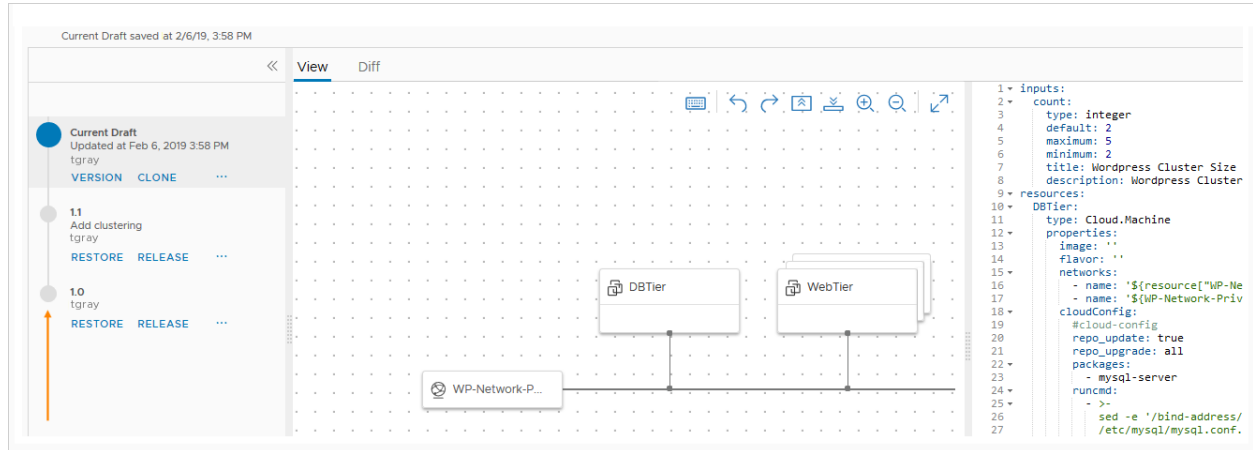 Current Draft saved at 2/6/19, 3:58 PM
View Diff
Current Draft
Updated at Feb 6, 2019 3:58 PM
tgray
VERSION CLONE ...
1.1
Add clustering
tgray
RESTORE RELEASE ...
1.0
tgray
RESTORE RELEASE ...
DBTier
WebTier
WP-Network-P...
1 inputs:
2 count:
3 type: integer
4 default: 2
5 maximum: 5
6 minimum: 2
7 title: Wordpress Cluster Size
8 description: Wordpress Cluster
9 resources:
10 DBTier:
11 type: Cloud.Machine
12 properties:
13 image: ''
14 flavor: ''
15 networks:
16 - name: '${resource["WP-Ne
17 - name: '${WP-Network-Priv
18 cloudConfig:
19 #cloud-config
20 repo_update: true
21 repo_upgrade: all
22 packages:
23 - mysql-server
24 runcmd:
25 - >-
26 sed -e '/bind-address/
27 /etc/mysql/mysql.conf.